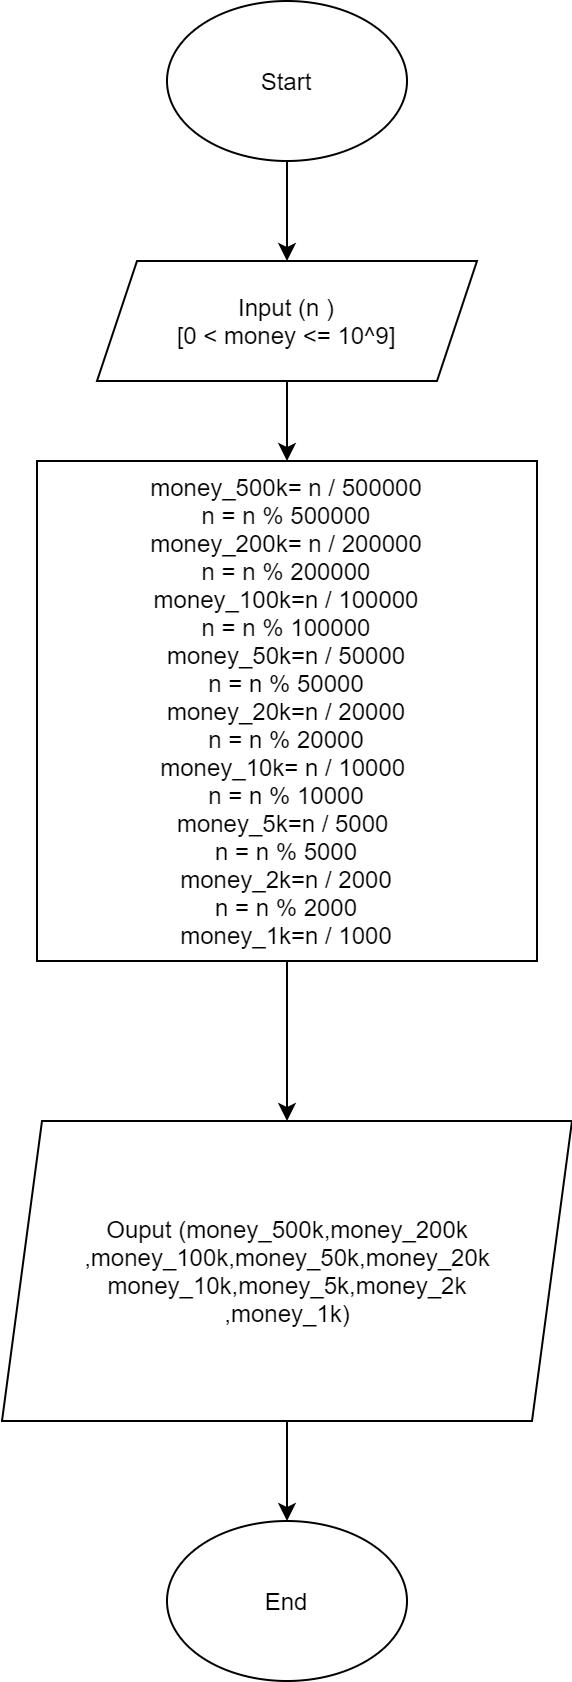 Start
Input (n )
[0 < money <= 10^9]
money_500k= n / 500000
n = n % 500000
money_200k= n / 200000
n = n % 200000
money_100k=n / 100000
n = n % 100000
money_50k=n / 50000
n = n % 50000
money_20k=n / 20000
n = n % 20000
money_10k= n / 10000
n = n % 10000
money_5k=n / 5000
n = n % 5000
money_2k=n / 2000
n = n % 2000
money_1k=n / 1000
Ouput (money_500k,money_200k
,money_100k,money_50k,money_20k
money_10k,money_5k,money_2k
,money_1k)
End